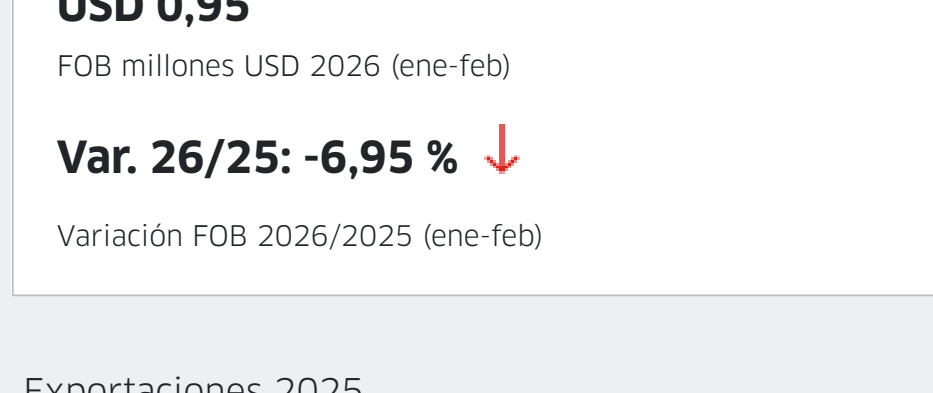 USD 0,95
FOB millones USD 2026 (ene-feb)
Var. 26/25: -6,95 %
Variación FOB 2026/2025 (ene-feb)
Exportaciones 2025